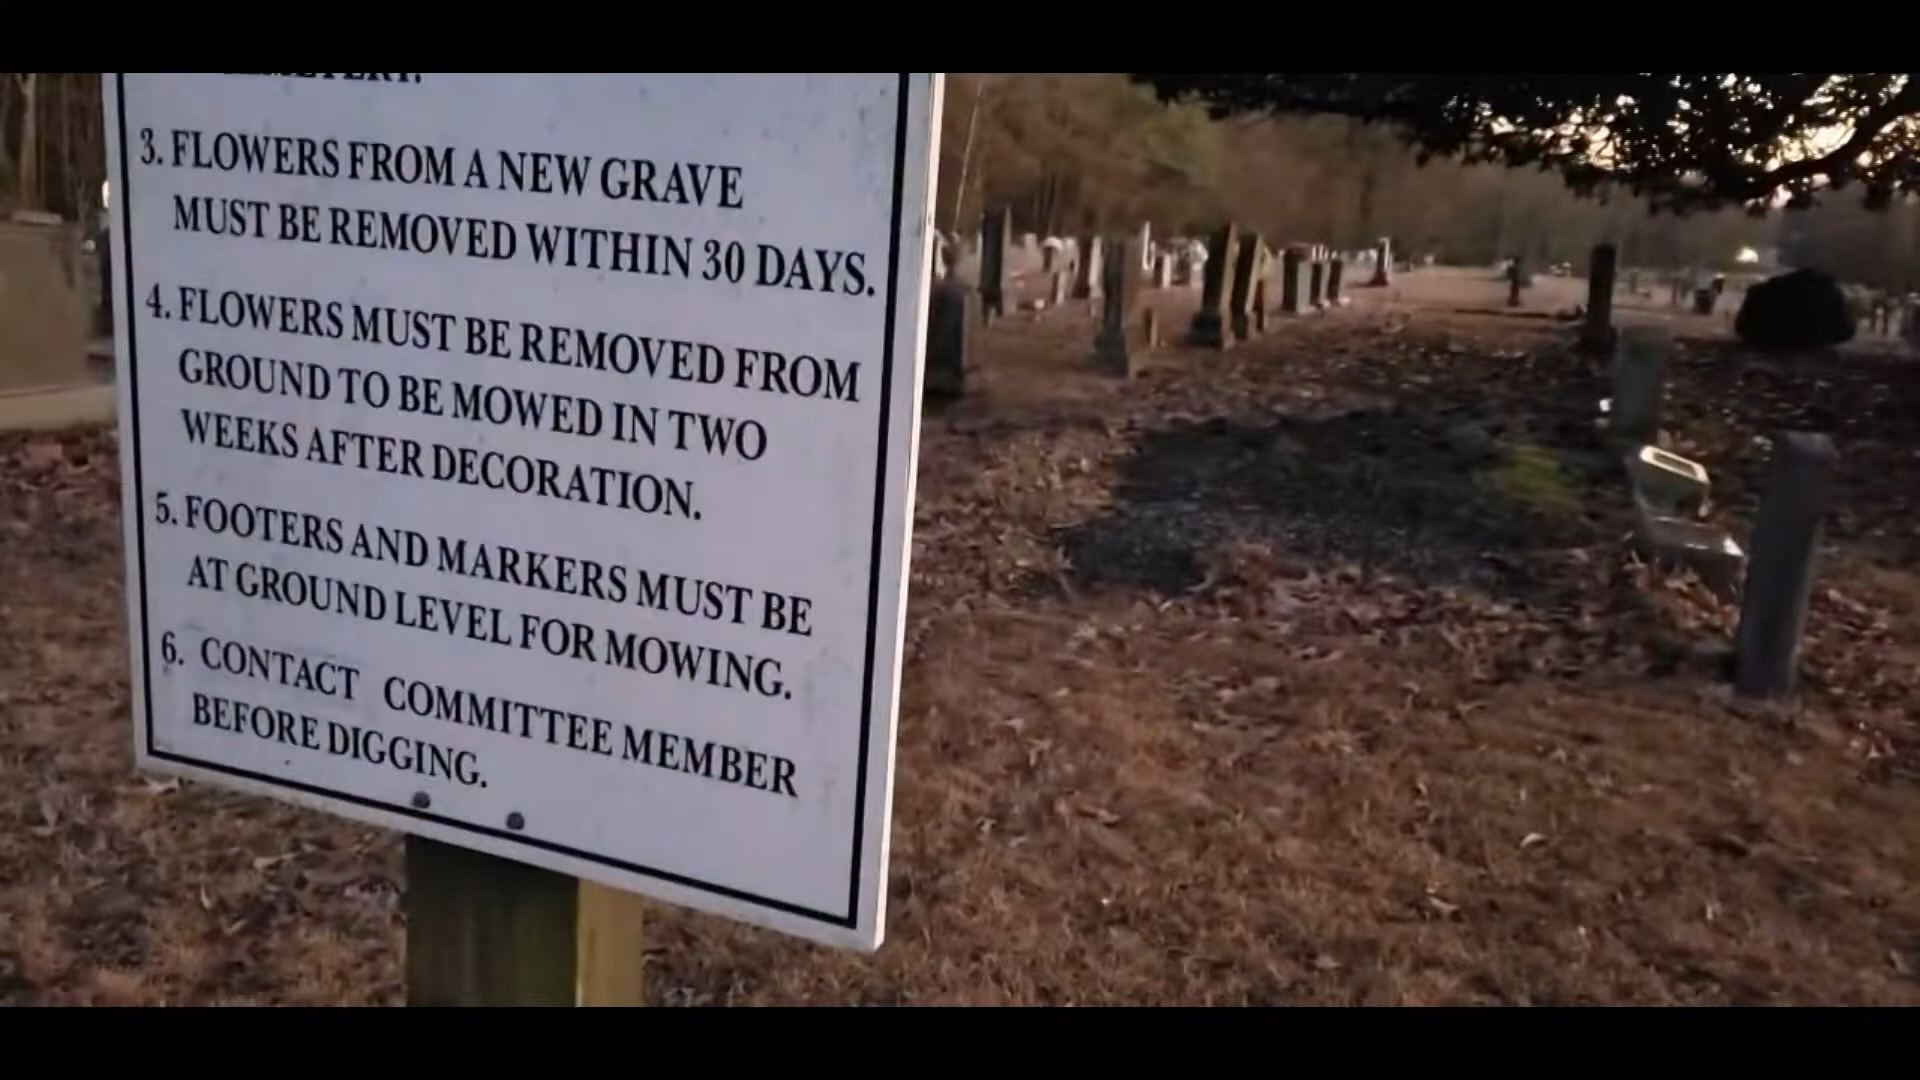 3. FLOWERS FROM A NEW GRAVE
MUST BE REMOVED WITHIN 30 DAYS.
4. FLOWERS MUST BE REMOVED FROM
GROUND TO BE MOWED IN TWO
WEEKS AFTER DECORATION.
5. FOOTERS AND MARKERS MUST BE
AT GROUND LEVEL FOR MOWING.
6. CONTACT COMMITTEE MEMBER
BEFORE DIGGING.